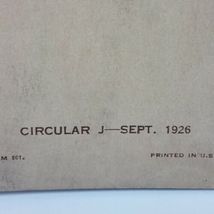 CIRCULAR J—SEPT. 1926
PRINTED IN U.S